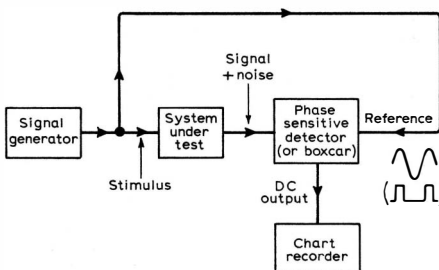 Signal
+ noise
Signal
generator
System
under
test
Phase
sensitive
detector
(or boxcar)
Reference
Stimulus
DC
output
Chart
recorder